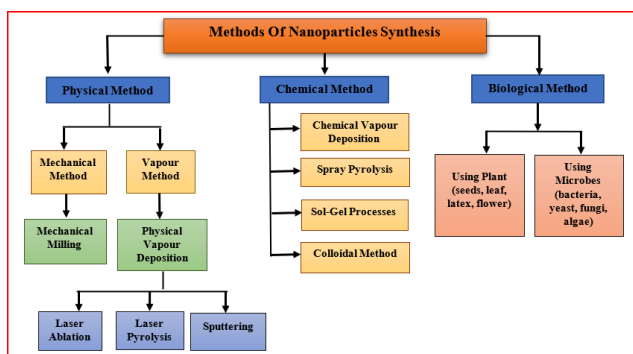 Methods Of Nanoparticles Synthesis
Physical Method
Chemical Method
Biological Method
Mechanical
Method
Vapour
Method
Mechanical
Milling
Physical
Vapour
Deposition
Laser
Ablation
Laser
Pyrolysis
Sputtering
Chemical Vapour
Deposition
Spray Pyrolysis
Sol-Gel Processes
Colloidal Method
Using Plant
(seeds, leaf,
latex, flower)
Using
Microbes
(bacteria,
yeast, fungi,
algae)